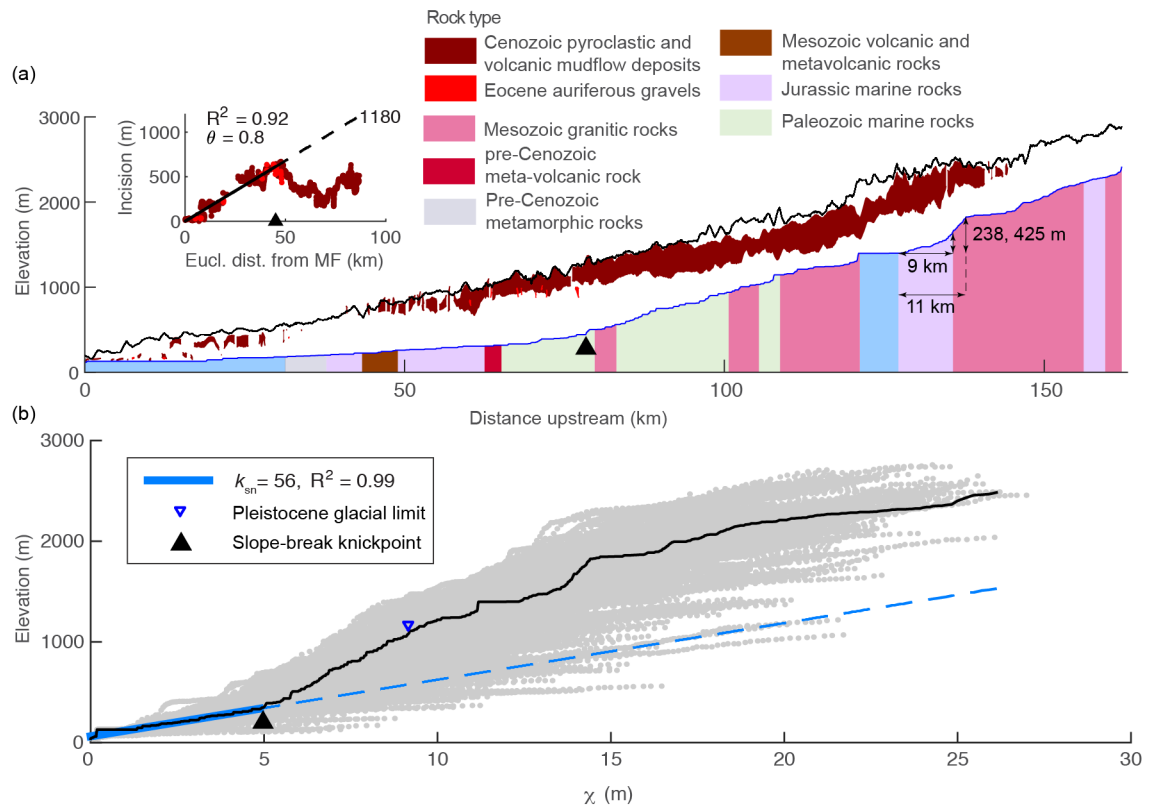 Rock type
Cenozoic pyroclastic and
volcanic mudflow deposits
Eocene auriferous gravels
Mesozoic granitic rocks
pre-Cenozoic
meta-volcanic rock
Pre-Cenozoic
metamorphic rocks
Mesozoic volcanic and
metavolcanic rocks
Jurassic marine rocks
Paleozoic marine rocks
(a)
3000
2000
1000
0
Elevation (m)
R² = 0.92
θ = 0.8
1180
1000
500
0
Incision (m)
0 50 100
Eucl. dist. from MF (km)
238, 425 m
9 km
11 km
0 50 100 150
Distance upstream (km)
(b)
3000
2000
1000
0
Elevation (m)
ksn = 56, R² = 0.99
Pleistocene glacial limit
Slope-break knickpoint
0 5 10 15 20 25 30
χ (m)